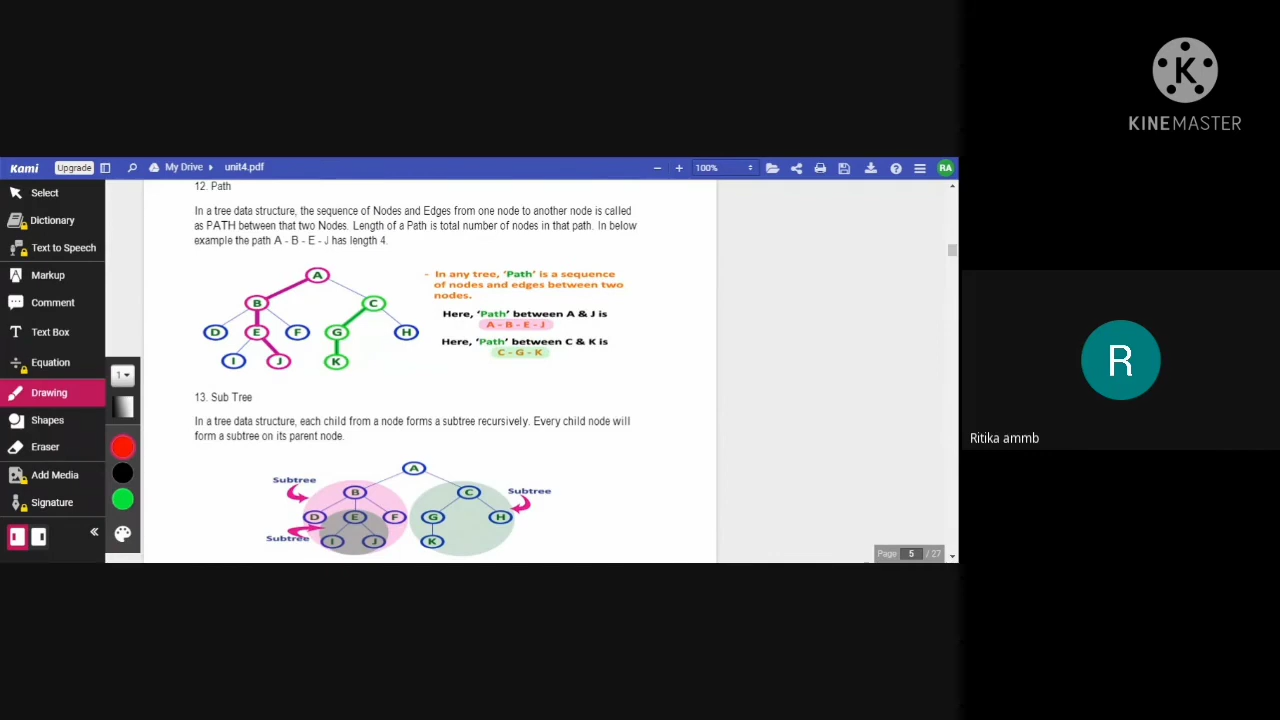 KINEMASTER
Kami
Upgrade
My Drive
unit4.pdf
100%
RA
Select
Dictionary
Text to Speech
Markup
Comment
Text Box
Equation
Drawing
Shapes
Eraser
Add Media
Signature
1
12. Path
In a tree data structure, the sequence of Nodes and Edges from one node to another node is called
as PATH between that two Nodes. Length of a Path is total number of nodes in that path. In below
example the path A - B - E - J has length 4.
A
B C
D E F G H
I J K
- In any tree, 'Path' is a sequence
of nodes and edges between two
nodes.
Here, 'Path' between A & J is
A - B - E - J
Here, 'Path' between C & K is
C - G - K
13. Sub Tree
In a tree data structure, each child from a node forms a subtree recursively. Every child node will
form a subtree on its parent node.
A
Subtree B C Subtree
D E F G H
Subtree I J K
Page 5 / 27
R
Ritika ammb